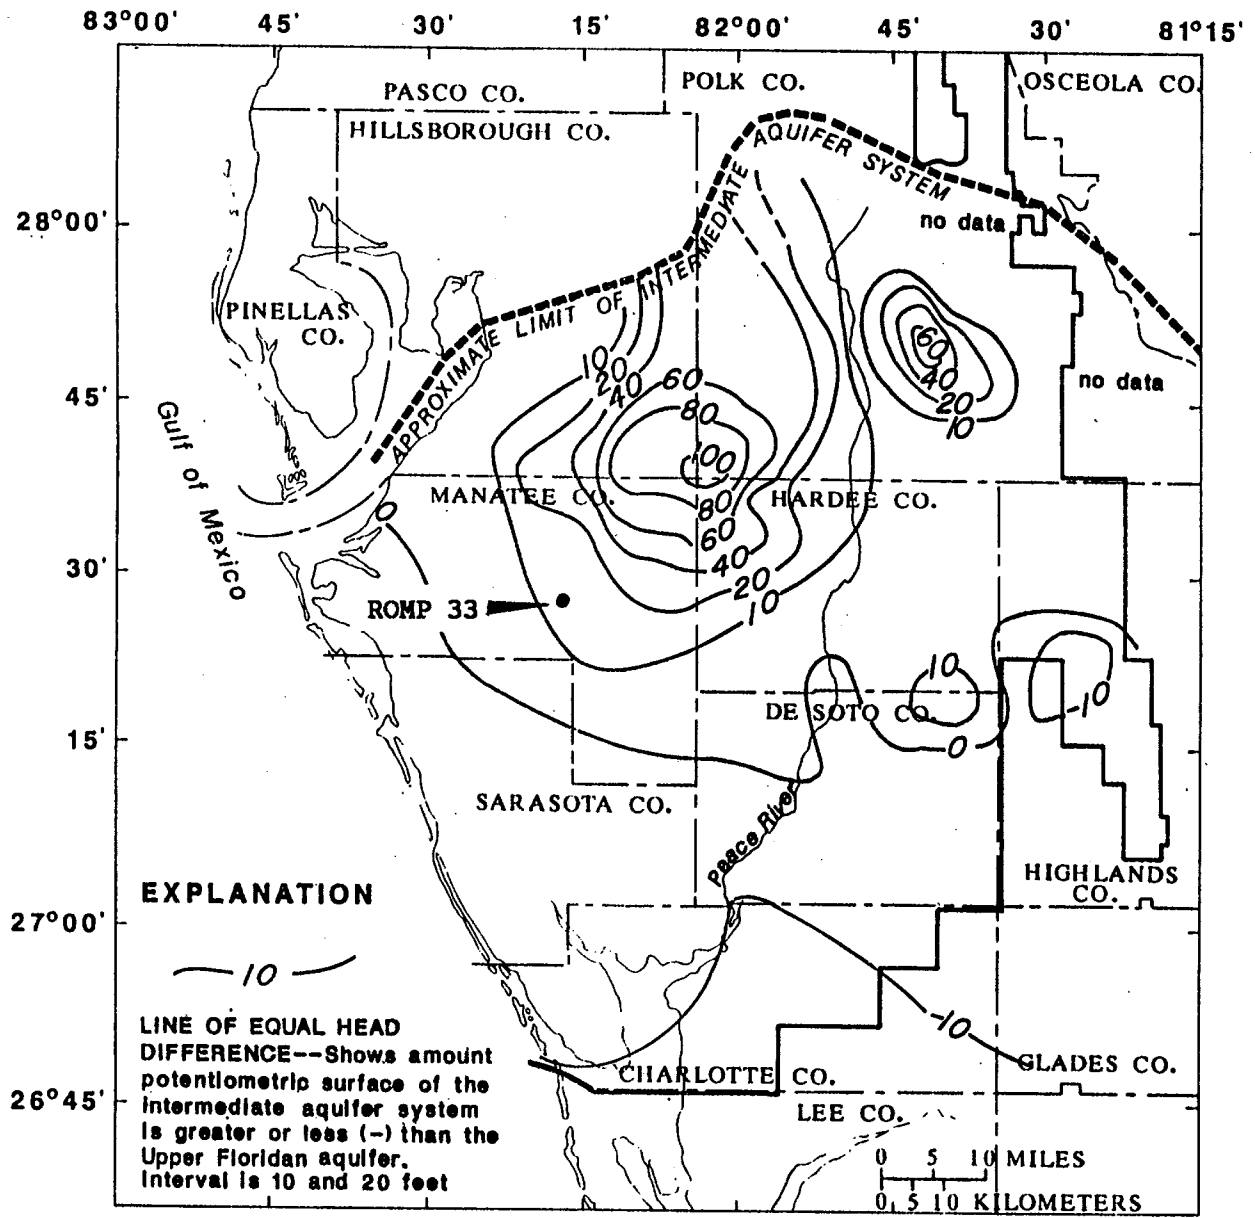 83°00' 45' 30' 15' 82°00' 45' 30' 81°15'
PASCO CO.
POLK CO.
OSCEOLA CO.
HILLSBOROUGH CO.
APPROXIMATE LIMIT OF INTERMEDIATE AQUIFER SYSTEM
28°00'
no data
PINELLAS
CO.
60
40
20
10
no data
10
20
40
60
80
100
45'
Gulf of Mexico
MANATEE CO.
HARDEE CO.
0
80
60
40
20
10
30'
ROMP 33
10
-10
DE SOTO CO.
0
15'
SARASOTA CO.
Peace River
HIGHLANDS
CO.
EXPLANATION
27°00'
10
-10
LINE OF EQUAL HEAD
DIFFERENCE--Shows amount
potentiometric surface of the
intermediate aquifer system
is greater or less (-) than the
Upper Floridan aquifer.
Interval is 10 and 20 feet
26°45'
CHARLOTTE CO.
GLADES CO.
LEE CO.
0 5 10 MILES
0 5 10 KILOMETERS